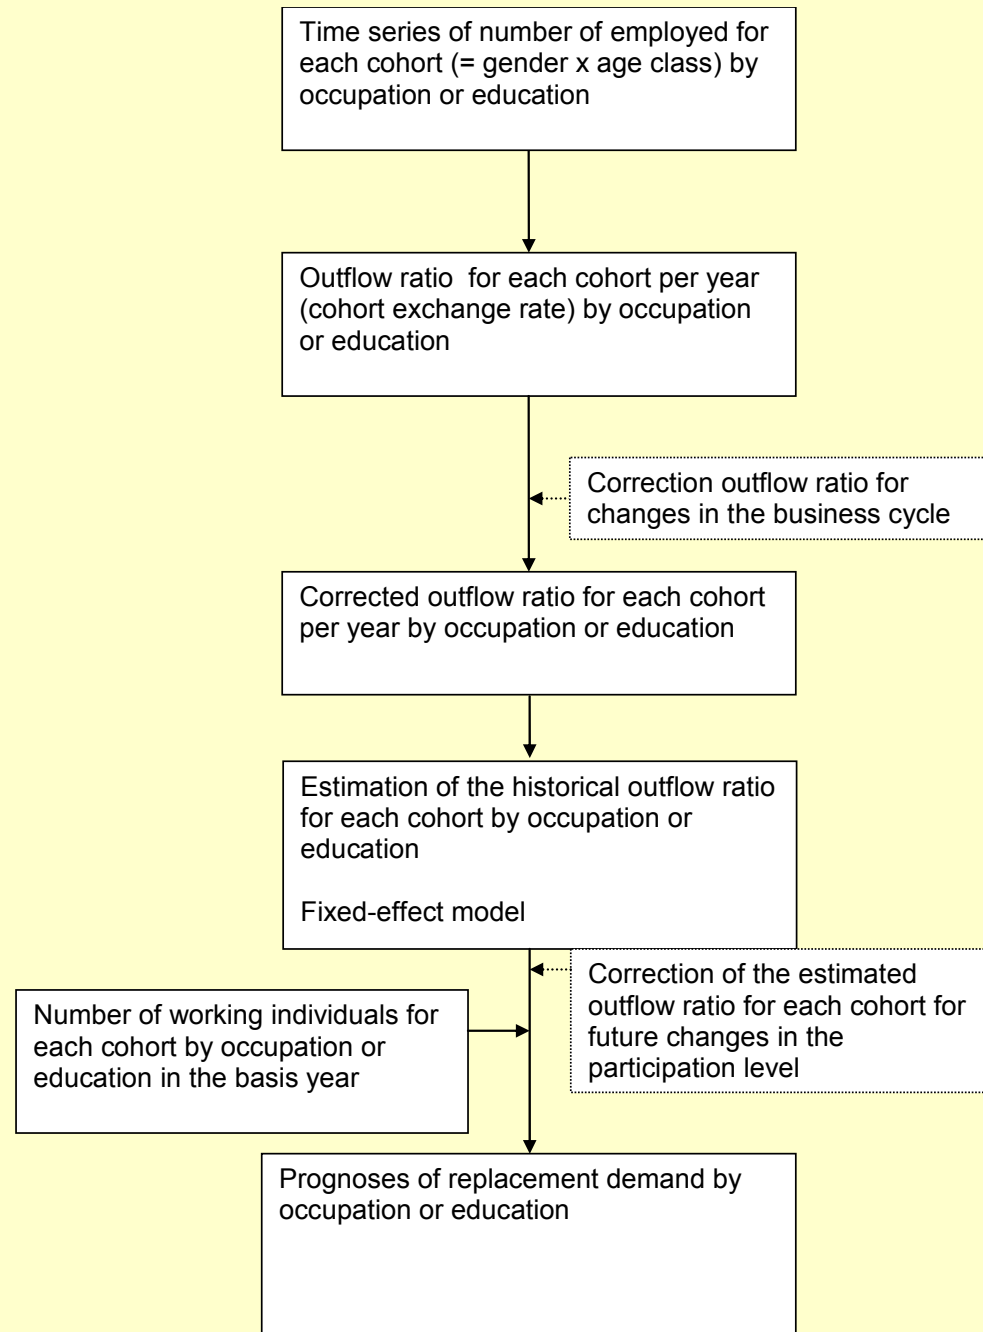 Time series of number of employed for
each cohort (= gender x age class) by
occupation or education
Outflow ratio for each cohort per year
(cohort exchange rate) by occupation
or education
Correction outflow ratio for
changes in the business cycle
Corrected outflow ratio for each cohort
per year by occupation or education
Estimation of the historical outflow ratio
for each cohort by occupation or
education
Fixed-effect model
Correction of the estimated
outflow ratio for each cohort for
future changes in the
participation level
Number of working individuals for
each cohort by occupation or
education in the basis year
Prognoses of replacement demand by
occupation or education